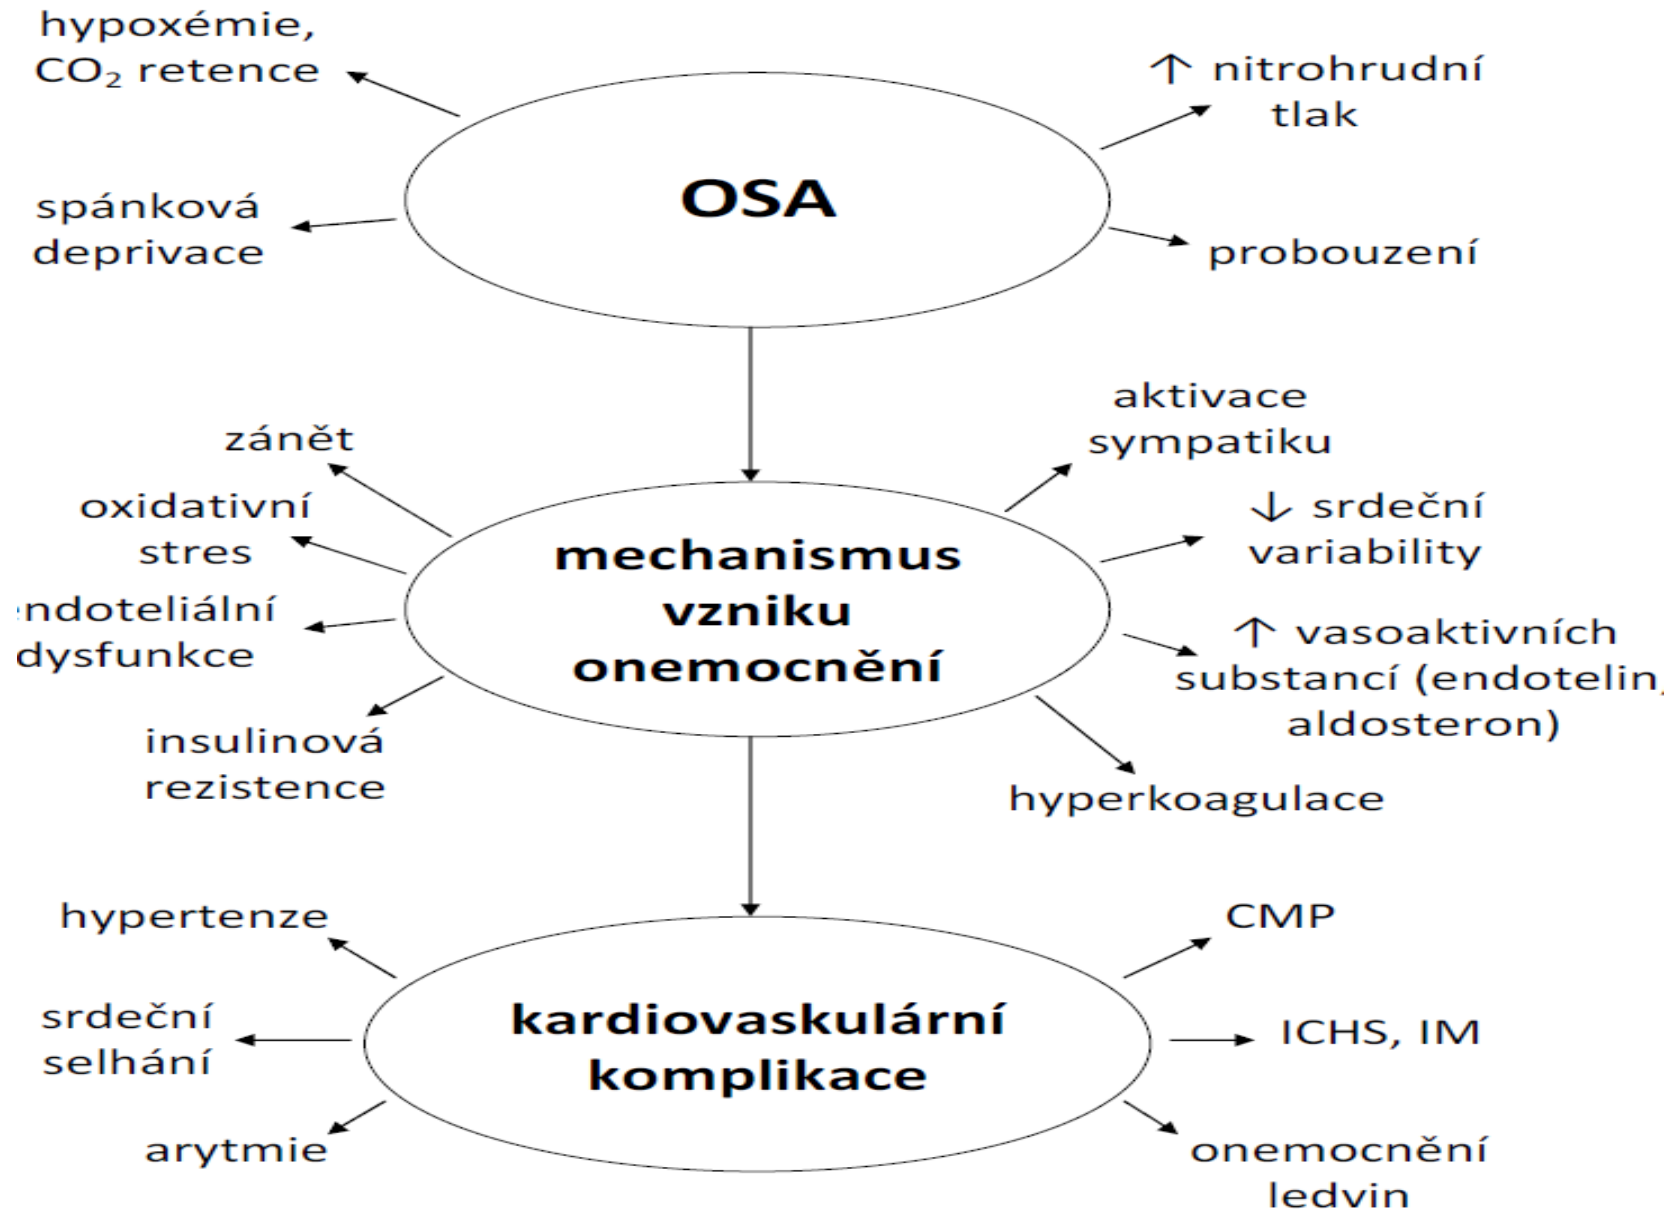 hypoxémie,
CO₂ retence
↑ nitrohrudní
tlak
OSA
spánková
deprivace
probouzení
aktivace
sympatiku
zánět
oxidativní
stres
↓ srdeční
variability
mechanismus
vzniku
onemocnění
ndoteliální
dysfunkce
↑ vasoaktivních
substancí (endotelin,
aldosteron)
insulinová
rezistence
hyperkoagulace
hypertenze
CMP
srdeční
selhání
kardiovaskulární
komplikace
ICHS, IM
arytmie
onemocnění
ledvin